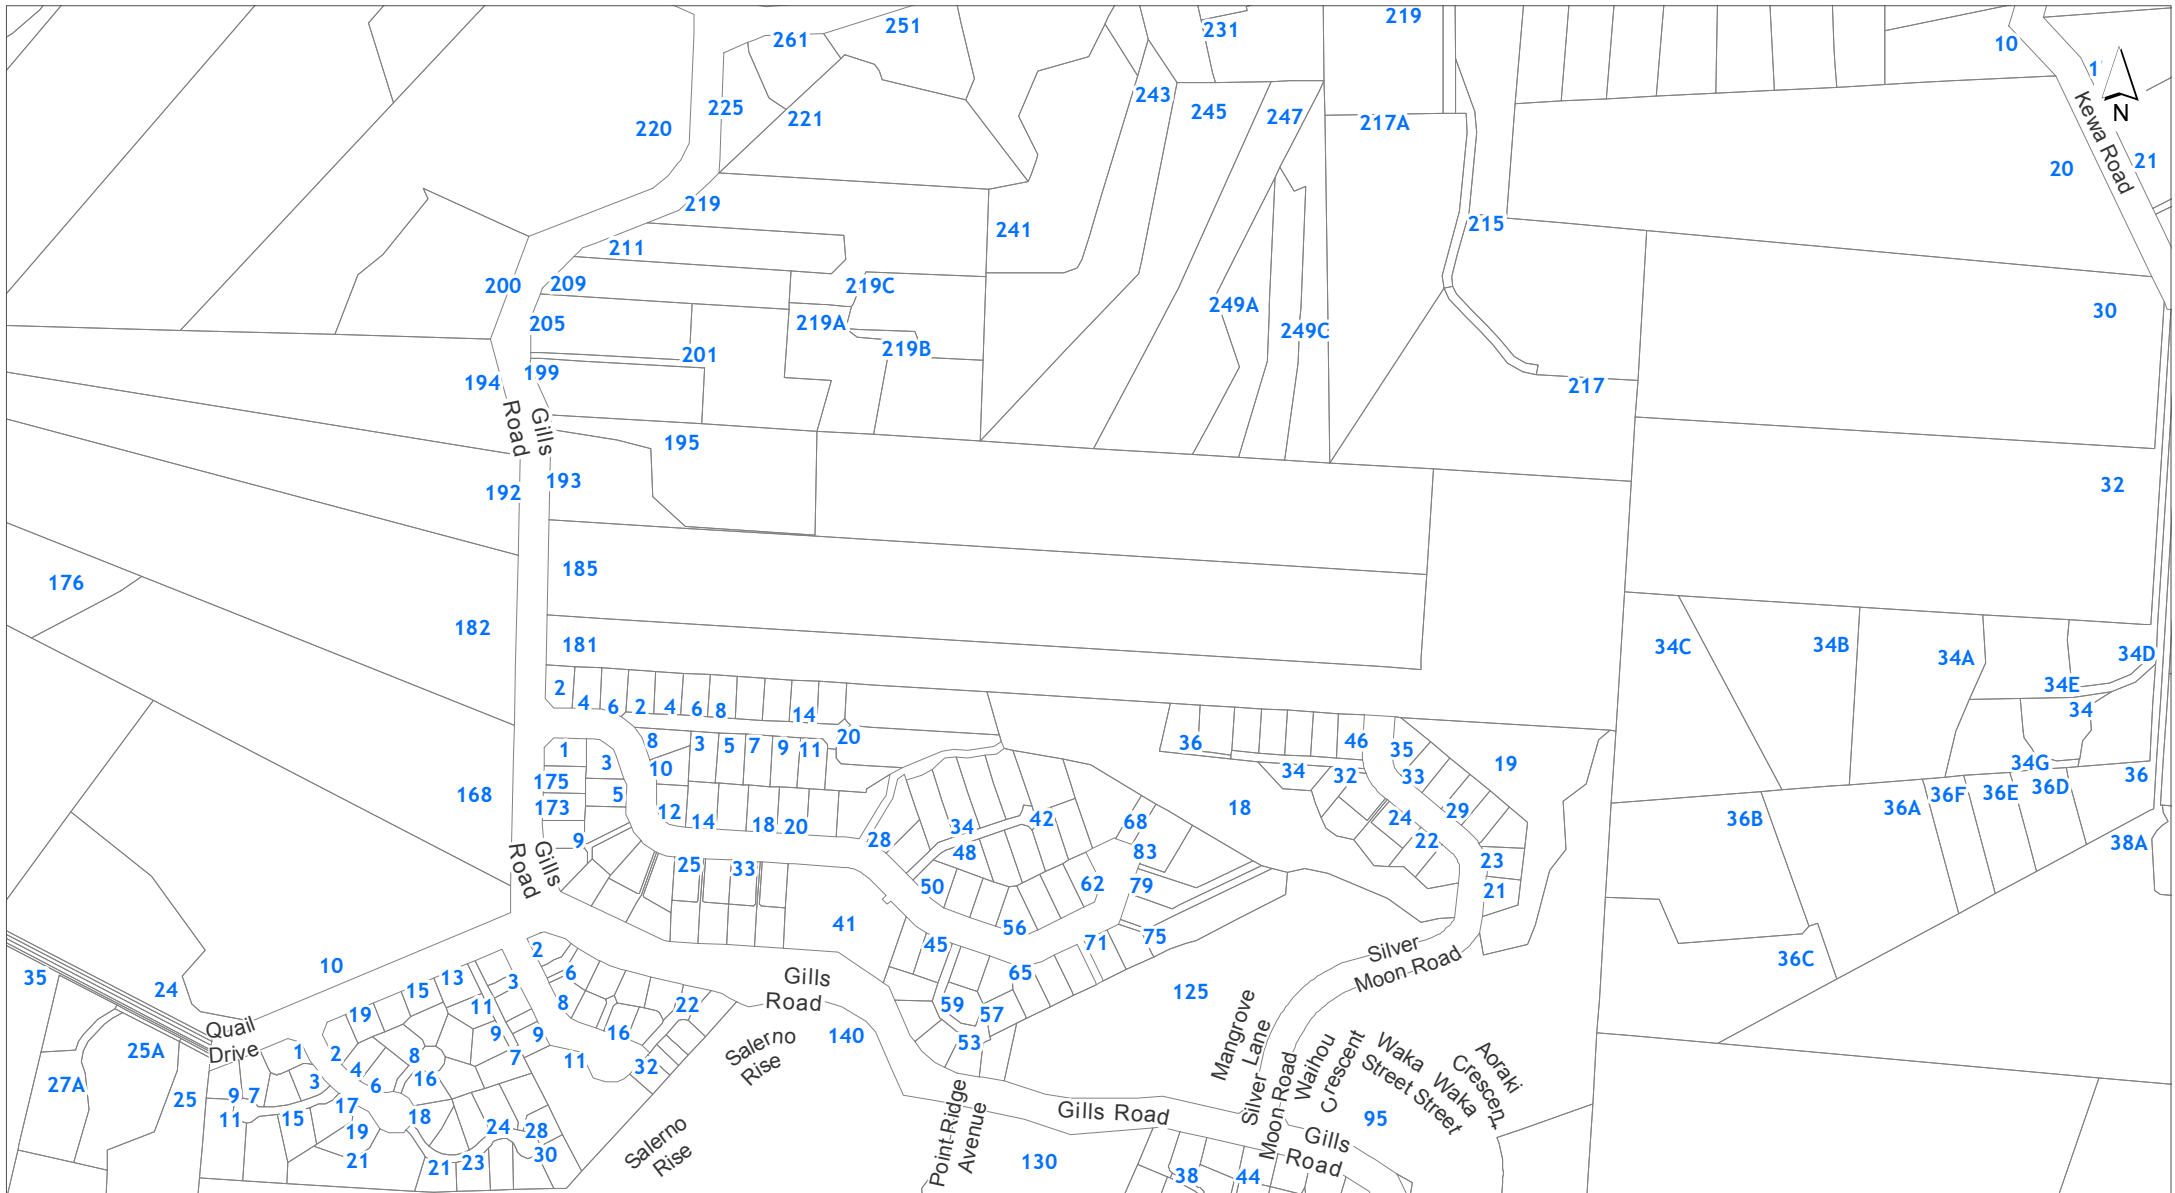 261
251
231
219
10
1
225
221
243
245
247
217A
N
220
Kewa Road
20
21
219
241
211
215
200
209
219C
249A
249C
30
205
219A
219B
201
199
194
217
Gills
Road
195
192
193
32
176
185
182
181
34C
34B
34A
34D
34E
34
34G
2
4
6
2
4
6
8
14
20
8
3
5
7
9
11
1
3
10
175
5
173
12
14
18
20
9
168
Gills
Road
36
46
35
19
34
32
33
18
29
24
22
23
21
36
36D
36E
36F
36A
36B
38A
36C
28
34
42
68
48
83
50
62
79
25
33
41
56
45
71
75
65
59
57
53
125
Silver
Moon Road
35
24
10
2
6
8
13
3
15
11
19
9
9
22
16
Gills
Road
140
Salerno
Rise
Quail
Drive
25A
1
2
8
7
11
32
4
6
16
3
27A
25
9
7
11
15
17
18
19
24
28
21
21
23
30
Salerno
Rise
Point Ridge
Avenue
Gills Road
130
Mangrove
Lane
Silver
Moon Road
Waihou
Crescent
Waka
Street
Waka
Street
Aoraki
95
Gills
Road
38
44